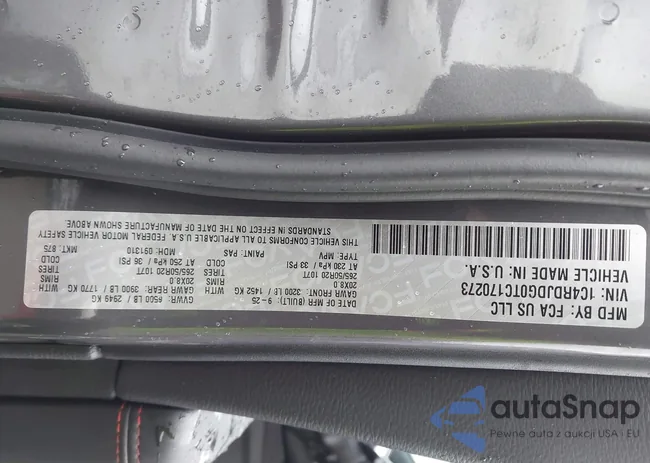 MFD BY: FCA US LLC
VIN: 1C4RDJDG0TC170273
VEHICLE MADE IN: U.S.A.
DATE OF MFR (BUILT): 9 - 25
GVWR: 6500 LB / 2949 KG
GAWR FRONT: 3200 LB / 1452 KG
GAWR REAR: 3900 LB / 1770 KG
20X8.0 RIMS 20X8.0 RIMS
265/50R20 107T TIRES 265/50R20 107T TIRES
AT 230 kPa / 33 PSI COLD AT 250 kPa / 36 PSI COLD
TYPE: MPV PAINT: PAS MDH: 091310 MKT: 875
THIS VEHICLE CONFORMS TO ALL APPLICABLE U.S.A. FEDERAL MOTOR VEHICLE SAFETY
STANDARDS IN EFFECT ON THE DATE OF MANUFACTURE SHOWN ABOVE.
autaSnap
Pewne auta z aukcji USA i EU